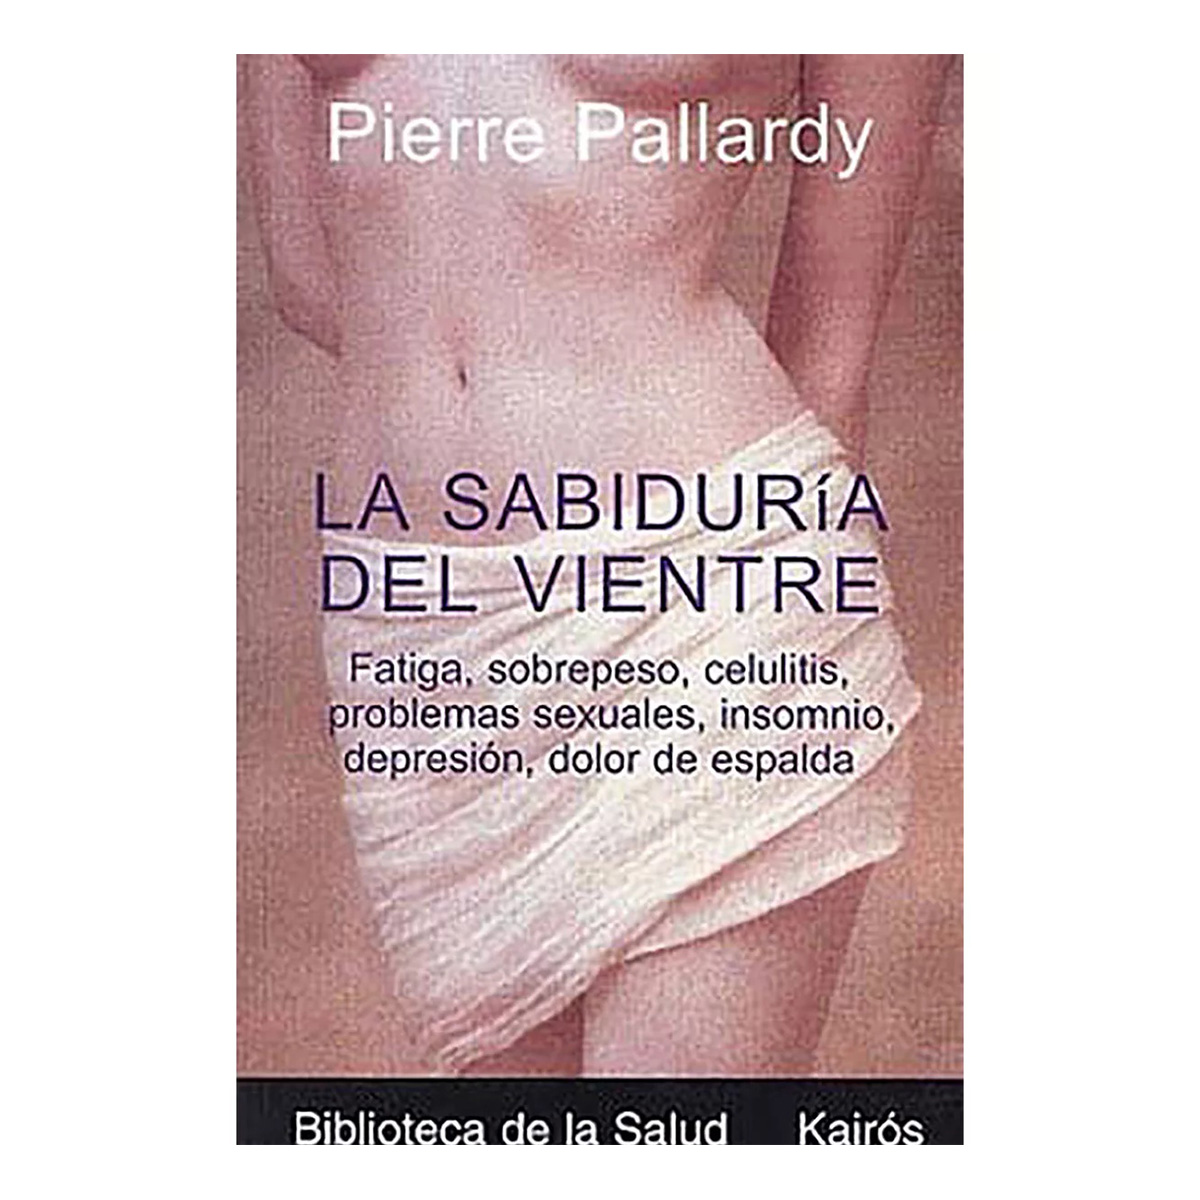 Pierre Pallardy
LA SABIDURíA
DEL VIENTRE
Fatiga, sobrepeso, celulitis,
problemas sexuales, insomnio,
depresión, dolor de espalda
Biblioteca de la Salud Kairós